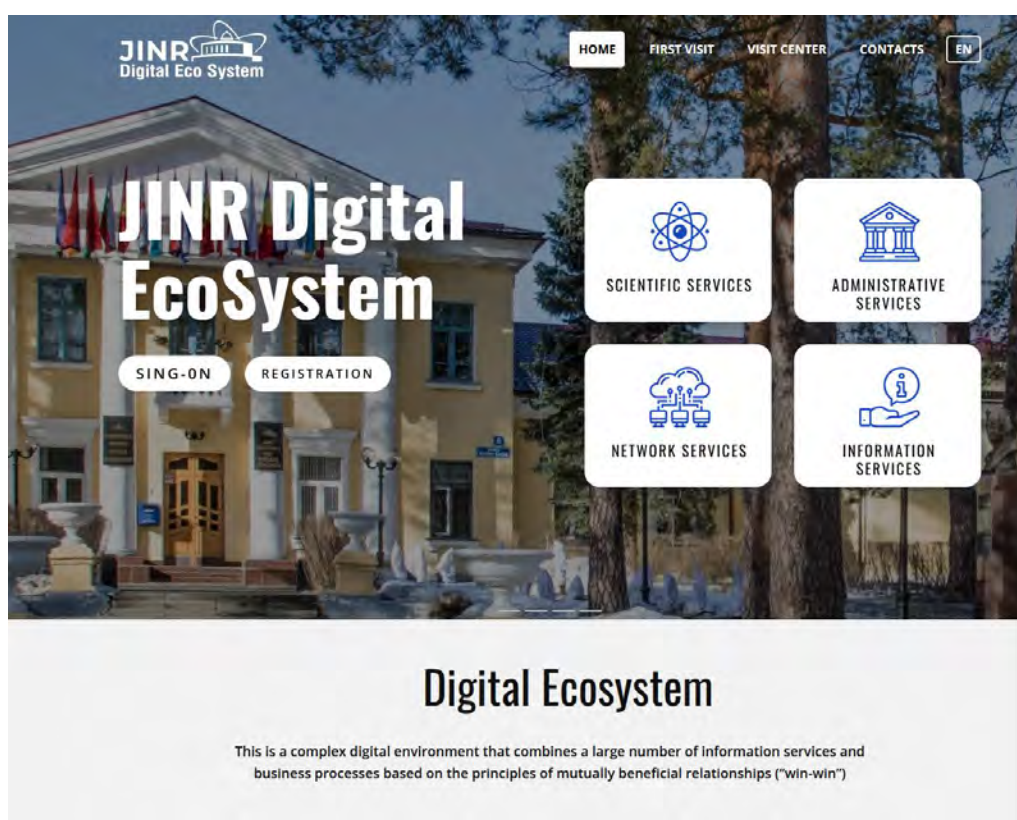 JINR
Digital Eco System
HOME FIRST VISIT VISIT CENTER CONTACTS EN
JINR Digital
EcoSystem
SING-0N REGISTRATION
SCIENTIFIC SERVICES
ADMINISTRATIVE
SERVICES
NETWORK SERVICES
INFORMATION
SERVICES
Digital Ecosystem
This is a complex digital environment that combines a large number of information services and
business processes based on the principles of mutually beneficial relationships (“win-win”)